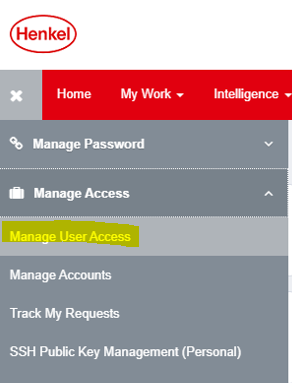 Henkel
Home My Work Intelligence
Manage Password
Manage Access
Manage User Access
Manage Accounts
Track My Requests
SSH Public Key Management (Personal)